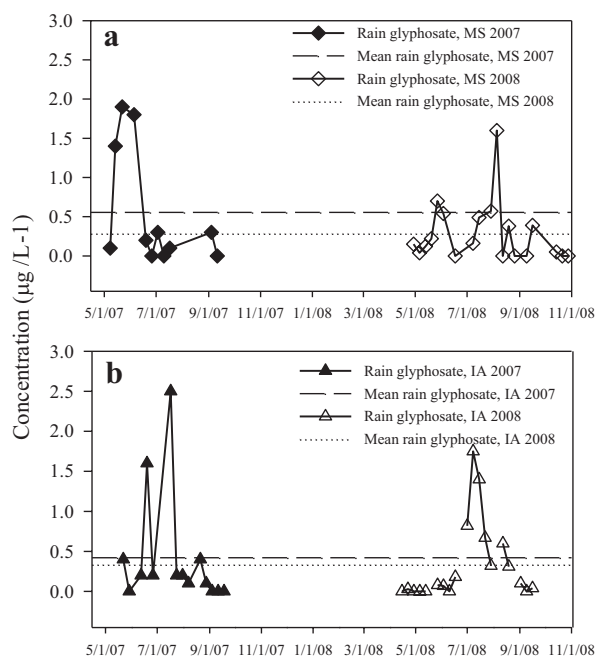 a
Rain glyphosate, MS 2007
Mean rain glyphosate, MS 2007
Rain glyphosate, MS 2008
Mean rain glyphosate, MS 2008
3.0
2.5
2.0
1.5
1.0
0.5
0.0
5/1/07 7/1/07 9/1/07 11/1/07 1/1/08 3/1/08 5/1/08 7/1/08 9/1/08 11/1/08
Concentration (µg /L-1)
b
Rain glyphosate, IA 2007
Mean rain glyphosate, IA 2007
Rain glyphosate, IA 2008
Mean rain glyphosate, IA 2008
3.0
2.5
2.0
1.5
1.0
0.5
0.0
5/1/07 7/1/07 9/1/07 11/1/07 1/1/08 3/1/08 5/1/08 7/1/08 9/1/08 11/1/08